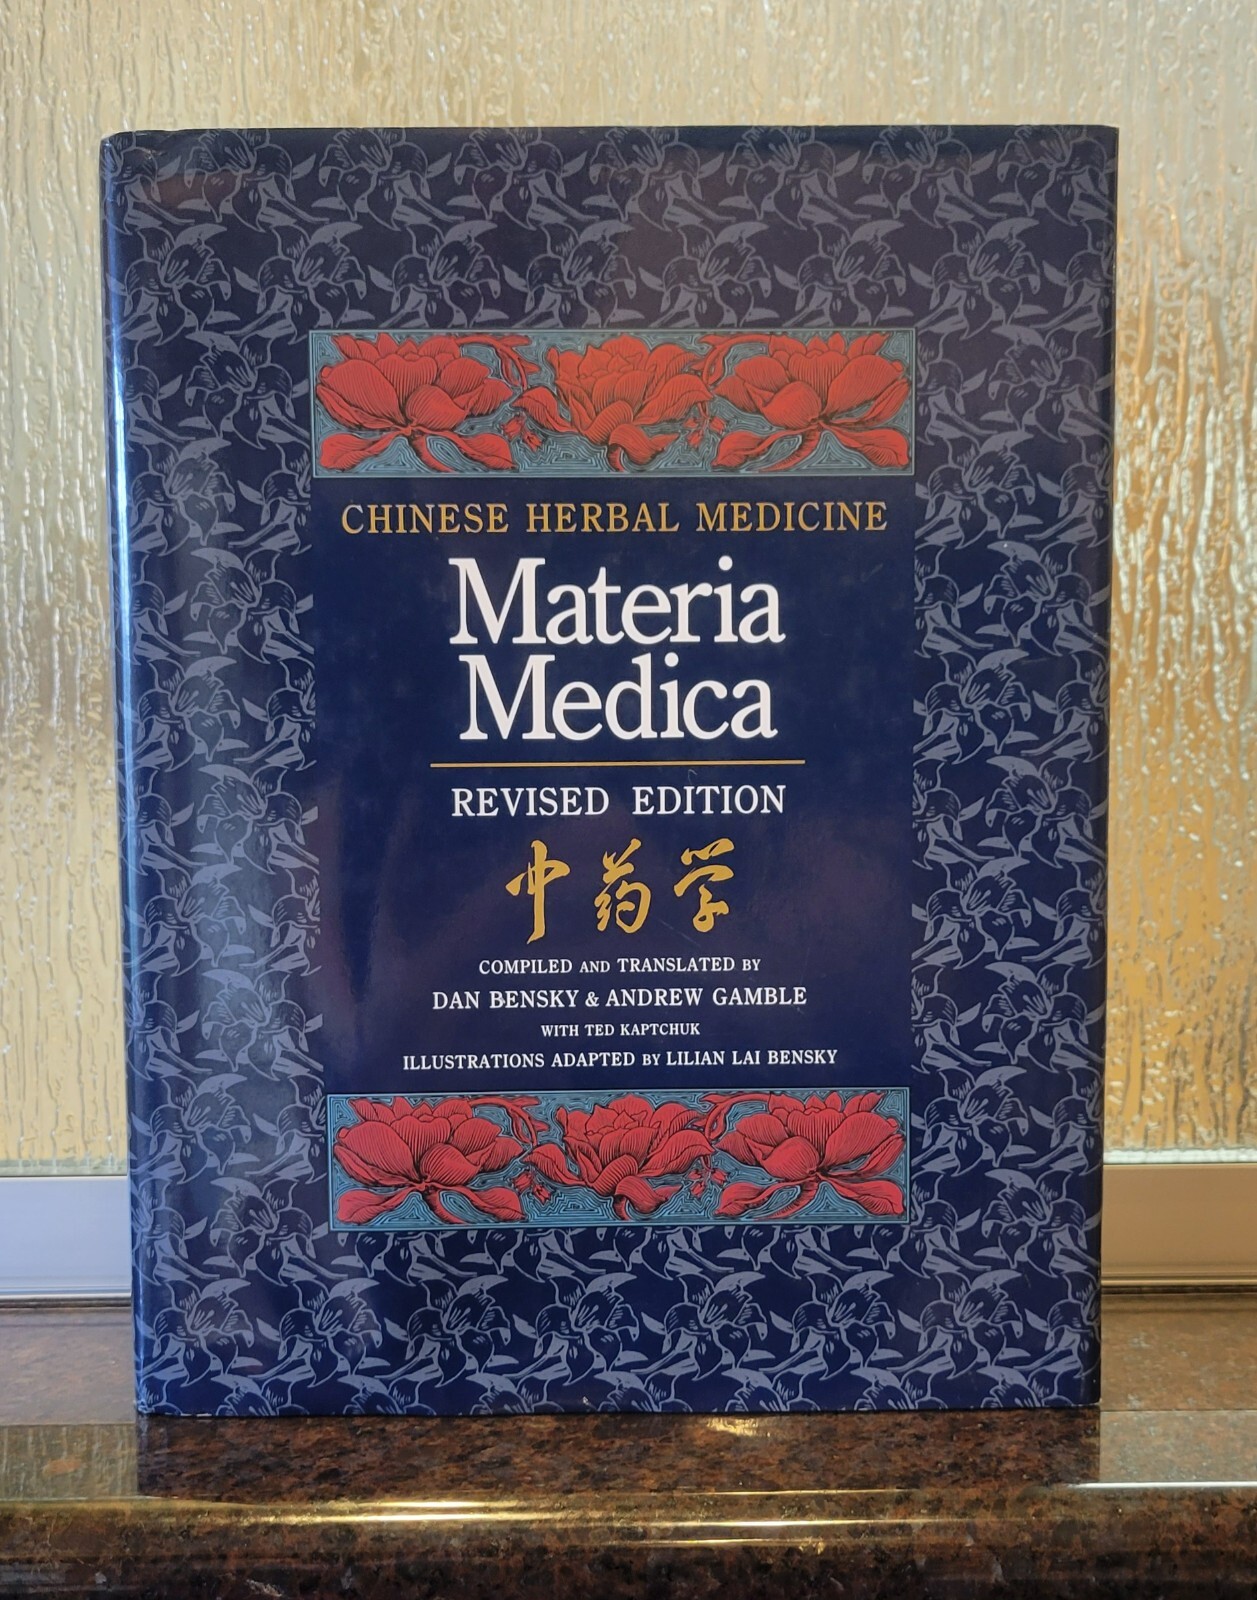 CHINESE HERBAL MEDICINE
Materia
Medica
REVISED EDITION
中药学
COMPILED AND TRANSLATED BY
DAN BENSKY & ANDREW GAMBLE
WITH TED KAPTCHUK
ILLUSTRATIONS ADAPTED BY LILIAN LAI BENSKY